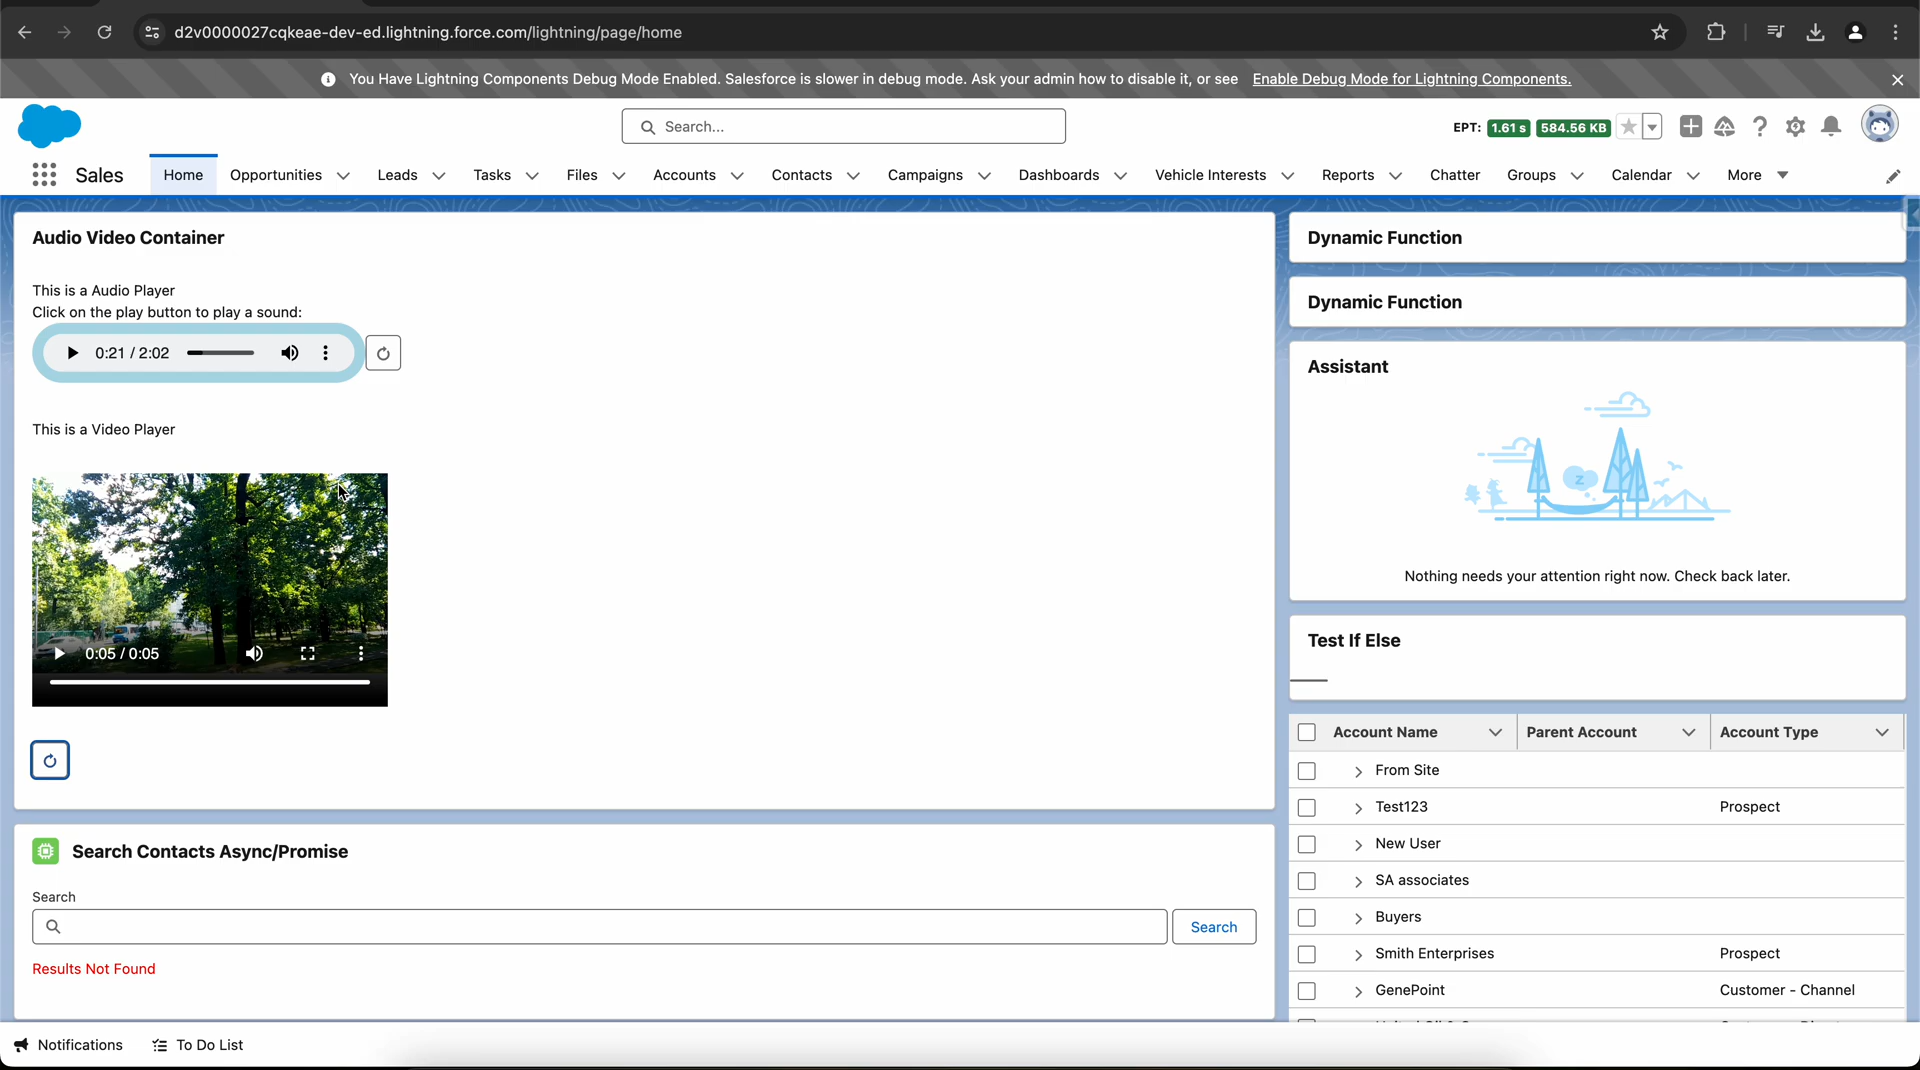 d2v0000027cqkeae-dev-ed.lightning.force.com/lightning/page/home
You Have Lightning Components Debug Mode Enabled. Salesforce is slower in debug mode. Ask your admin how to disable it, or see Enable Debug Mode for Lightning Components.
Search...
EPT: 1.61 s 584.56 KB
Sales Home Opportunities Leads Tasks Files Accounts Contacts Campaigns Dashboards Vehicle Interests Reports Chatter Groups Calendar More
Audio Video Container
This is a Audio Player
Click on the play button to play a sound:
0:21 / 2:02
This is a Video Player
0:05 / 0:05
Search Contacts Async/Promise
Search
Search
Results Not Found
Dynamic Function
Dynamic Function
Assistant
z
Nothing needs your attention right now. Check back later.
Test If Else
Account Name Parent Account Account Type
From Site
Test123 Prospect
New User
SA associates
Buyers
Smith Enterprises Prospect
GenePoint Customer - Channel
Notifications To Do List